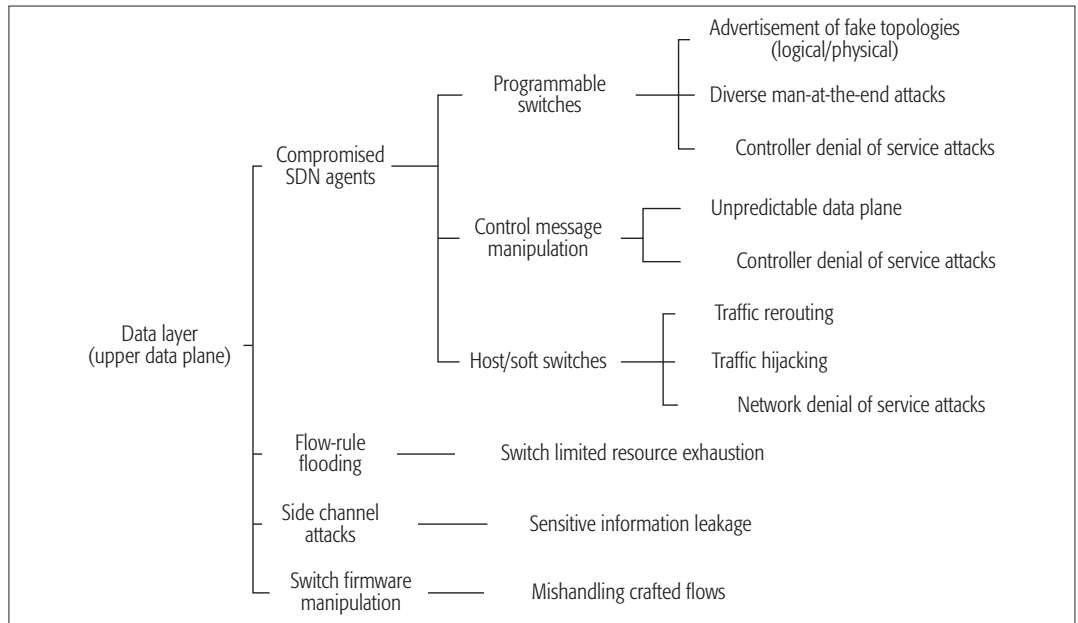 Advertisement of fake topologies
(logical/physical)
Programmable
switches
Diverse man-at-the-end attacks
Controller denial of service attacks
Compromised
SDN agents
Unpredictable data plane
Control message
manipulation
Controller denial of service attacks
Traffic rerouting
Data layer
(upper data plane)
Host/soft switches
Traffic hijacking
Network denial of service attacks
Flow-rule
flooding
Switch limited resource exhaustion
Side channel
attacks
Sensitive information leakage
Switch firmware
manipulation
Mishandling crafted flows